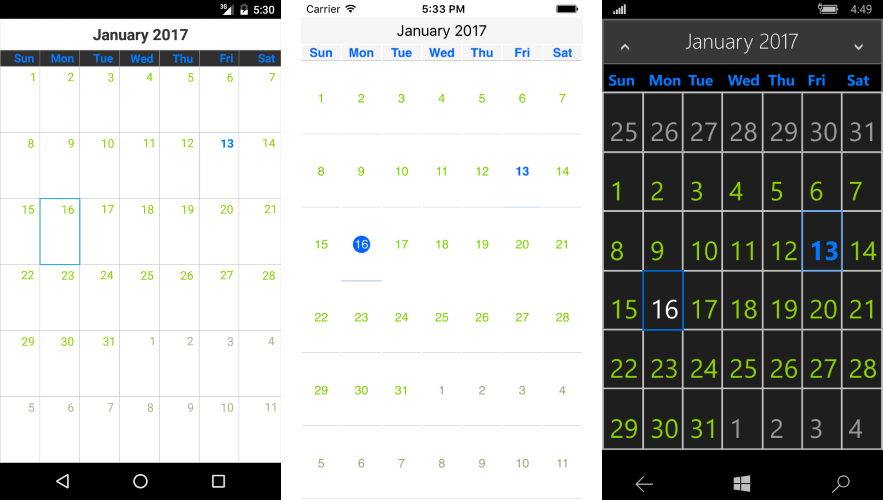 3G 5:30
January 2017
Sun Mon Tue Wed Thu Fri Sat
1 2 3 4 5 6 7
8 9 10 11 12 13 14
15 16 17 18 19 20 21
22 23 24 25 26 27 28
29 30 31 1 2 3 4
5 6 7 8 9 10 11
Carrier 5:33 PM
January 2017
Sun Mon Tue Wed Thu Fri Sat
1 2 3 4 5 6 7
8 9 10 11 12 13 14
15 16 17 18 19 20 21
22 23 24 25 26 27 28
29 30 31 1 2 3 4
5 6 7 8 9 10 11
4:49
January 2017
Sun Mon Tue Wed Thu Fri Sat
25 26 27 28 29 30 31
1 2 3 4 5 6 7
8 9 10 11 12 13 14
15 16 17 18 19 20 21
22 23 24 25 26 27 28
29 30 31 1 2 3 4